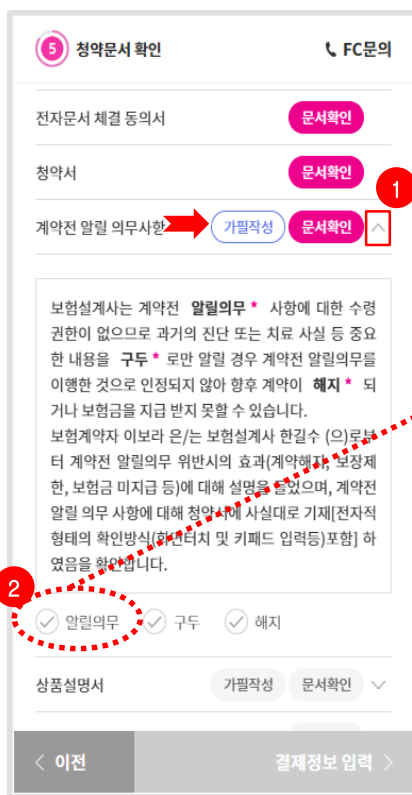 5 청약문서 확인 FC문의
전자문서 체결 동의서 문서확인
청약서 문서확인
1
계약전 알릴 의무사항 가필작성 문서확인
보험설계사는 계약전 알릴의무 * 사항에 대한 수령
권한이 없으므로 과거의 진단 또는 치료 사실 등 중요
한 내용을 구두 * 로만 알릴 경우 계약전 알릴의무를
이행한 것으로 인정되지 않아 향후 계약이 해지 * 되
거나 보험금을 지급 받지 못할 수 있습니다.
보험계약자 이보라 은/는 보험설계사 한길수 (으)로부
터 계약전 알릴의무 위반시의 효과(계약해지, 보장제
한, 보험금 미지급 등)에 대해 설명을 들었으며, 계약전
알릴 의무 사항에 대해 청약서에 사실대로 기재[전자적
형태의 확인방식(화면터치 및 키패드 입력등)포함] 하
였음을 확인합니다.
2
알릴의무 구두 해지
상품설명서 가필작성 문서확인
이전 결제정보 입력